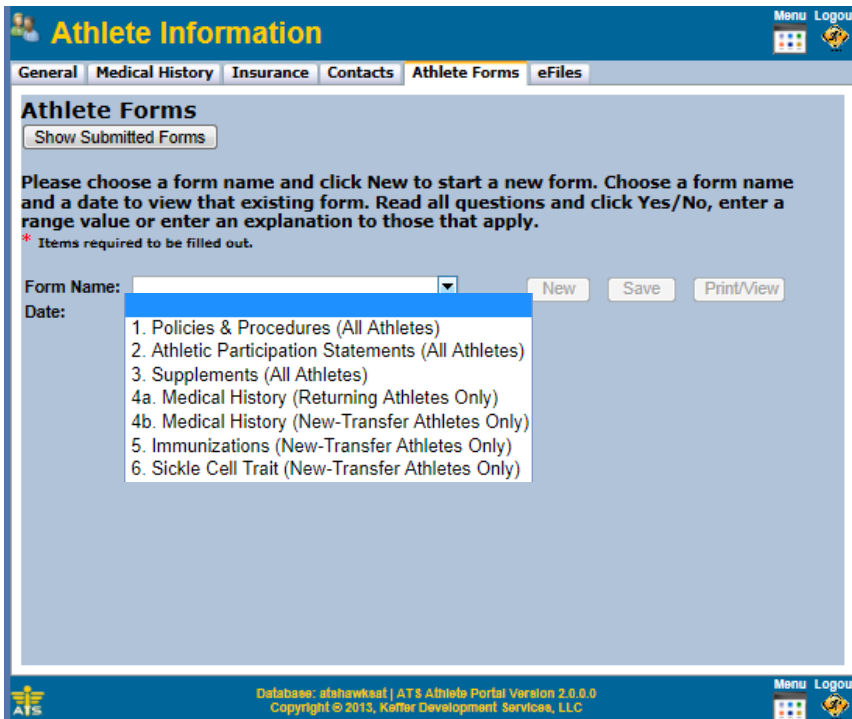 Athlete Information
Menu Logou
General Medical History Insurance Contacts Athlete Forms eFiles
Athlete Forms
Show Submitted Forms
Please choose a form name and click New to start a new form. Choose a form name
and a date to view that existing form. Read all questions and click Yes/No, enter a
range value or enter an explanation to those that apply.
* Items required to be filled out.
Form Name: New Save Print/View
Date:
1. Policies & Procedures (All Athletes)
2. Athletic Participation Statements (All Athletes)
3. Supplements (All Athletes)
4a. Medical History (Returning Athletes Only)
4b. Medical History (New-Transfer Athletes Only)
5. Immunizations (New-Transfer Athletes Only)
6. Sickle Cell Trait (New-Transfer Athletes Only)
ATS
Database: atshawksat | ATS Athlete Portal Version 2.0.0.0
Copyright © 2013, Keffer Development Services, LLC
Menu Logou